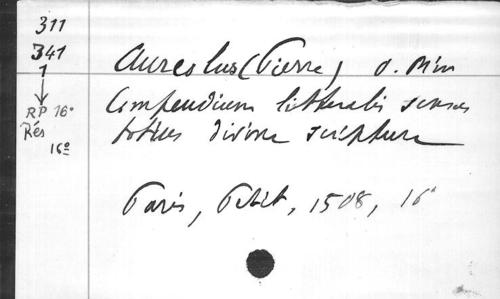 311
341
1
RP 16°
Rés
16°
Aureolus (Pierre) o. Min
Compendium litteralis sensus
totius divine scripture
Paris, Petit, 1508, 16°